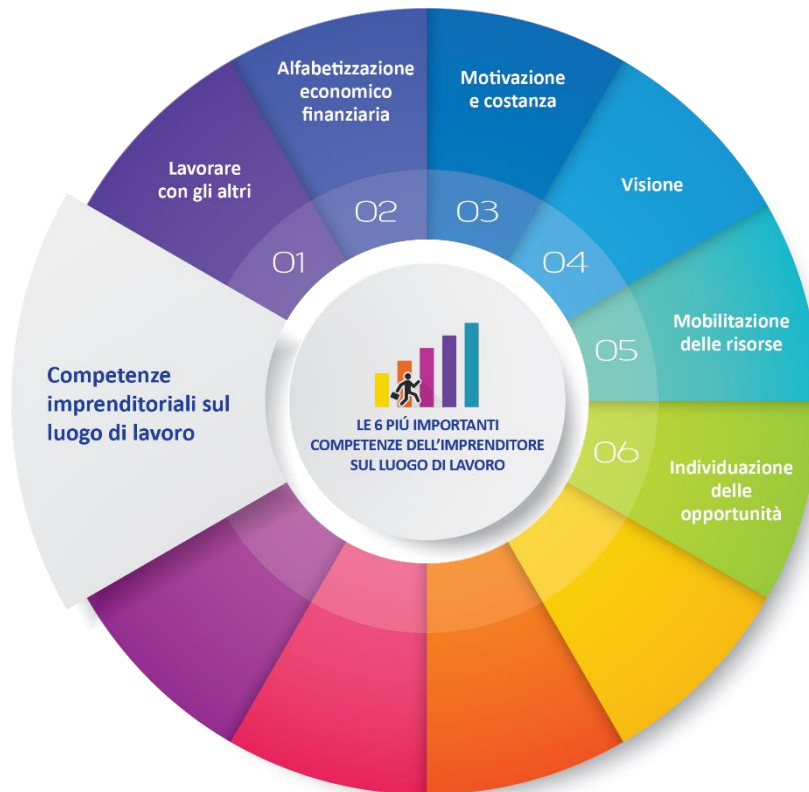 Alfabetizzazione
economico
finanziaria
Motivazione
e costanza
Lavorare
con gli altri
Visione
01
02
03
04
05
06
Mobilitazione
delle risorse
Individuazione
delle
opportunità
Competenze
imprenditoriali sul
luogo di lavoro
LE 6 PIÚ IMPORTANTI
COMPETENZE DELL'IMPRENDITORE
SUL LUOGO DI LAVORO